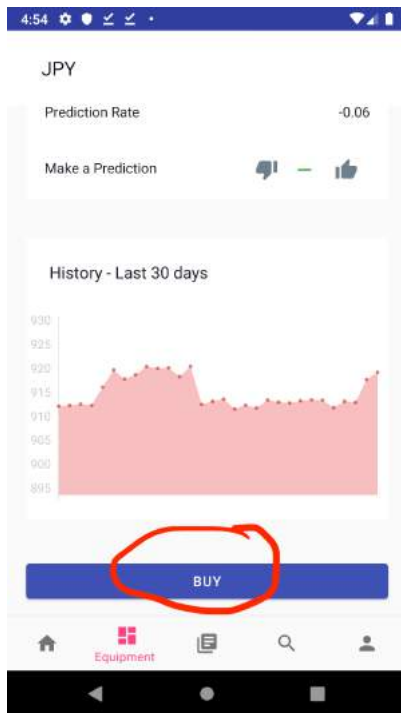 4:54
JPY
Prediction Rate -0.06
Make a Prediction
History - Last 30 days
930
925
920
915
910
905
900
895
BUY
Equipment